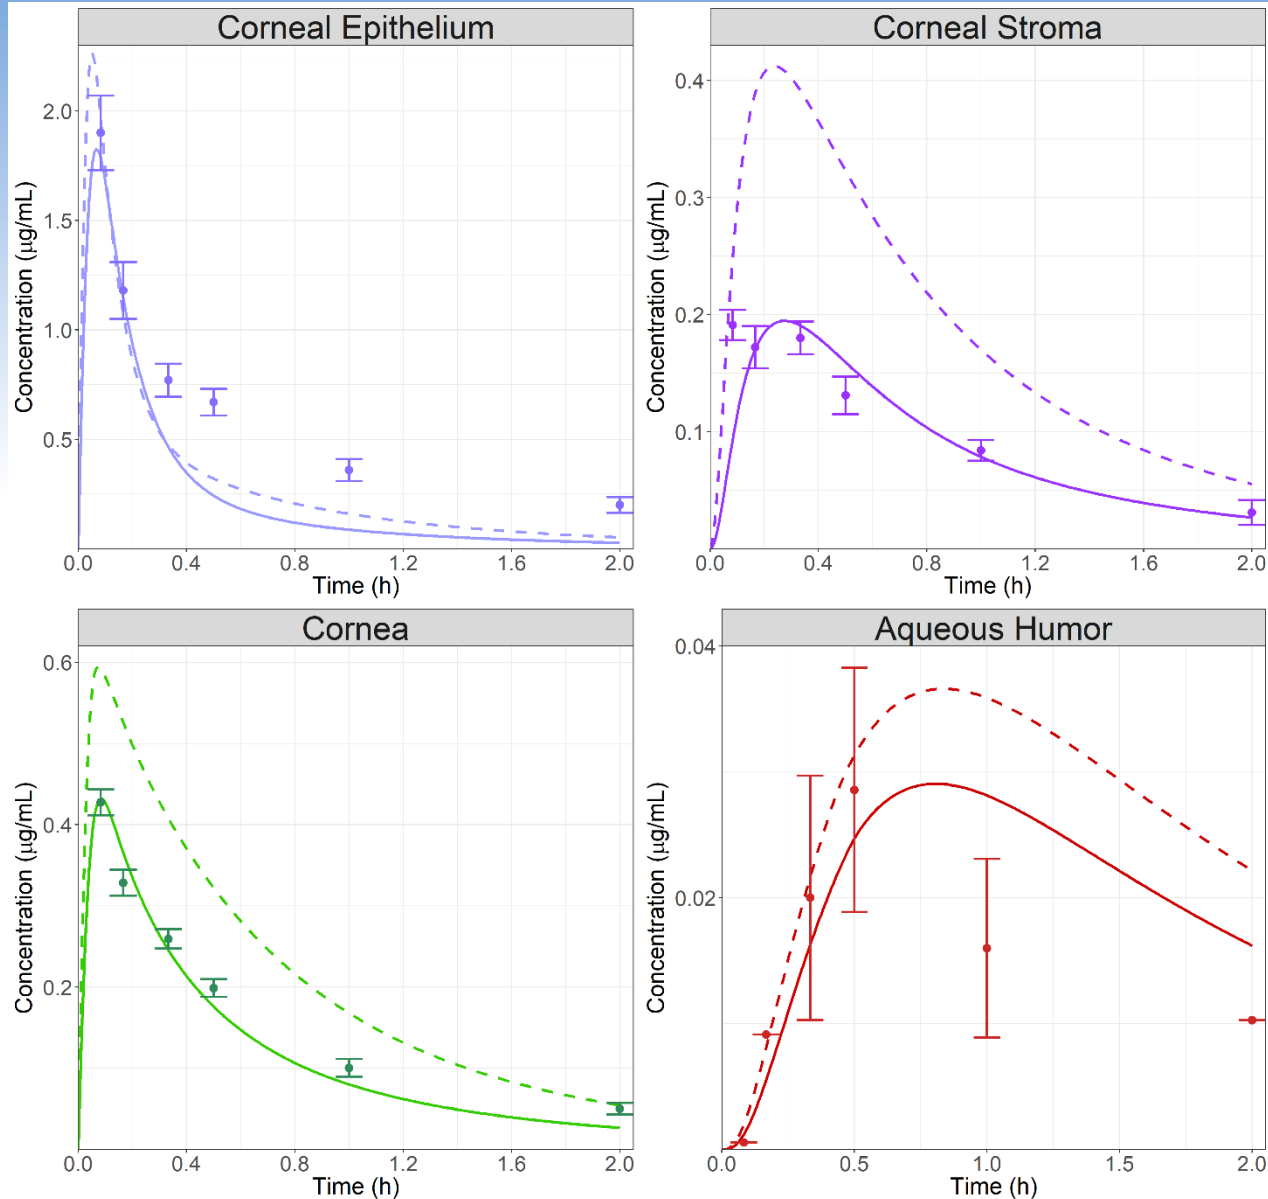 Corneal Epithelium
Concentration (μg/mL)
2.0
1.5
1.0
0.5
0.0 0.4 0.8 1.2 1.6 2.0
Time (h)
Corneal Stroma
Concentration (μg/mL)
0.4
0.3
0.2
0.1
0.0 0.4 0.8 1.2 1.6 2.0
Time (h)
Cornea
Concentration (μg/mL)
0.6
0.4
0.2
0.0 0.4 0.8 1.2 1.6 2.0
Time (h)
Aqueous Humor
Concentration (μg/mL)
0.04
0.02
0.0 0.5 1.0 1.5 2.0
Time (h)